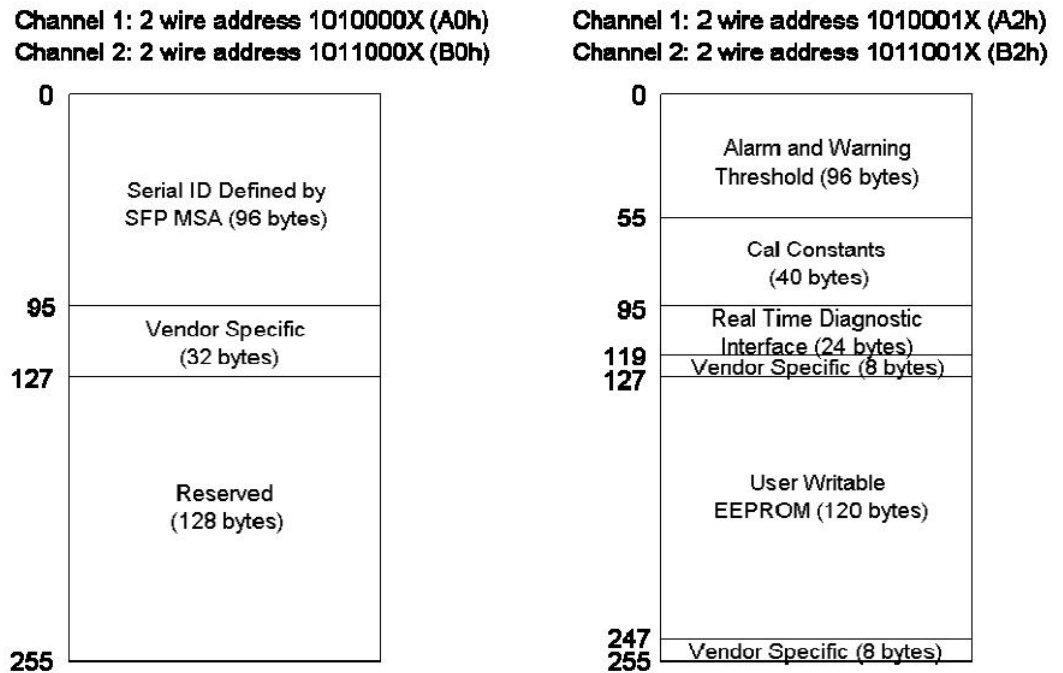 Channel 1: 2 wire address 1010000X (A0h)
Channel 2: 2 wire address 1011000X (B0h)
0
Serial ID Defined by
SFP MSA (96 bytes)
95
Vendor Specific
(32 bytes)
127
Reserved
(128 bytes)
255
Channel 1: 2 wire address 1010001X (A2h)
Channel 2: 2 wire address 1011001X (B2h)
0
Alarm and Warning
Threshold (96 bytes)
55
Cal Constants
(40 bytes)
95
Real Time Diagnostic
Interface (24 bytes)
119
Vendor Specific (8 bytes)
127
User Writable
EEPROM (120 bytes)
247
Vendor Specific (8 bytes)
255